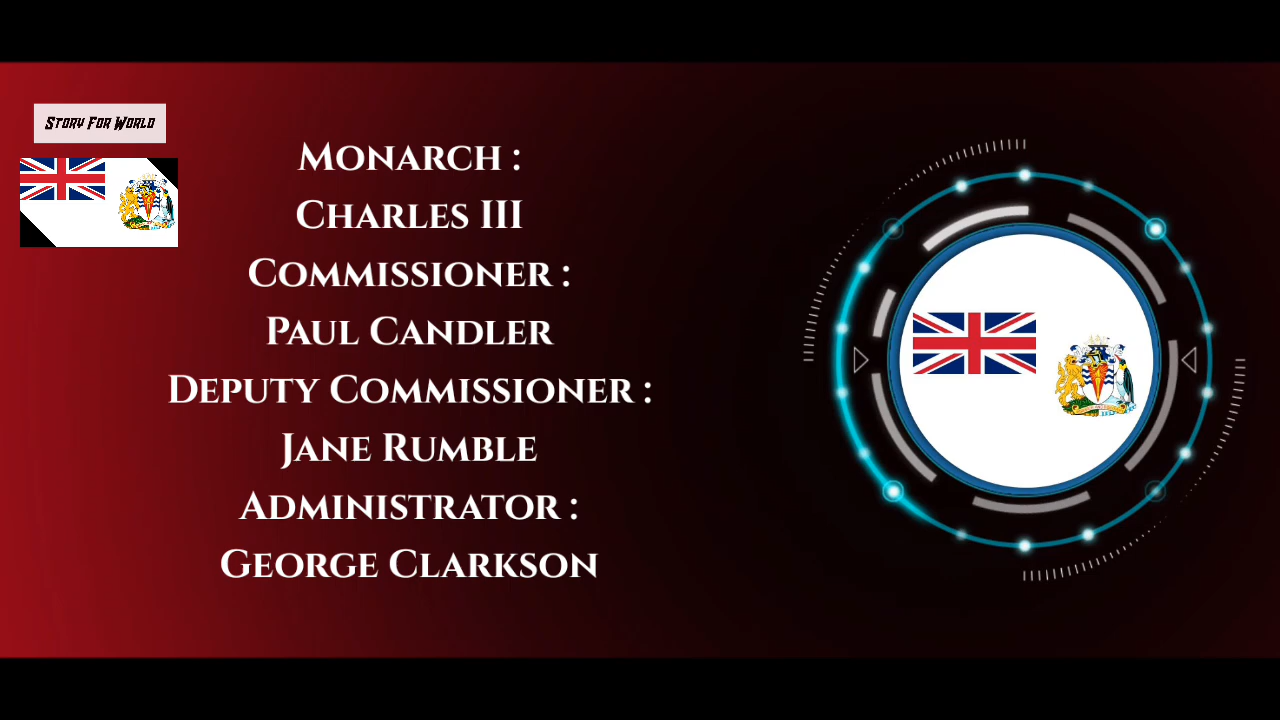 Story For World
Monarch :
Charles III
Commissioner :
Paul Candler
Deputy Commissioner :
Jane Rumble
Administrator :
George Clarkson